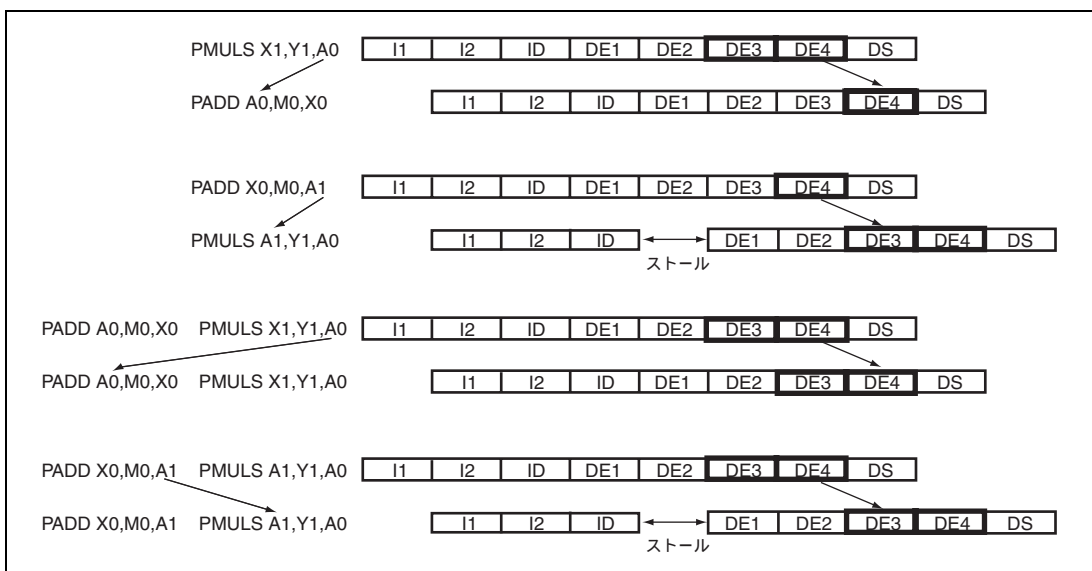 PMULS X1,Y1,A0 I1 I2 ID DE1 DE2 DE3 DE4 DS
PADD A0,M0,X0 I1 I2 ID DE1 DE2 DE3 DE4 DS
PADD X0,M0,A1 I1 I2 ID DE1 DE2 DE3 DE4 DS
PMULS A1,Y1,A0 I1 I2 ID DE1 DE2 DE3 DE4 DS
ストール
PADD A0,M0,X0 PMULS X1,Y1,A0 I1 I2 ID DE1 DE2 DE3 DE4 DS
PADD A0,M0,X0 PMULS X1,Y1,A0 I1 I2 ID DE1 DE2 DE3 DE4 DS
PADD X0,M0,A1 PMULS A1,Y1,A0 I1 I2 ID DE1 DE2 DE3 DE4 DS
PADD X0,M0,A1 PMULS A1,Y1,A0 I1 I2 ID DE1 DE2 DE3 DE4 DS
ストール